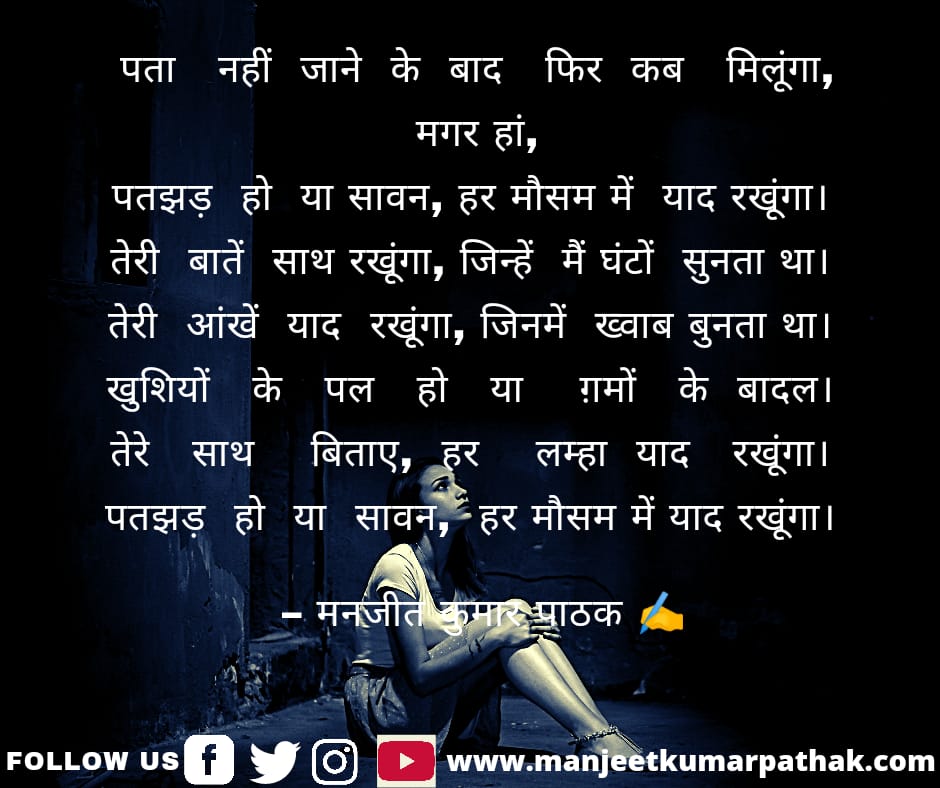 पता नहीं जाने के बाद फिर कब मिलूंगा,
मगर हां,
पतझड़ हो या सावन, हर मौसम में याद रखूंगा।
तेरी बातें साथ रखूंगा, जिन्हें मैं घंटों सुनता था।
तेरी आंखें याद रखूंगा, जिनमें ख्वाब बुनता था।
खुशियों के पल हो या ग़मों के बादल।
तेरे साथ बिताए, हर लम्हा याद रखूंगा।
पतझड़ हो या सावन, हर मौसम में याद रखूंगा।
– मनजीत कुमार पाठक ✍️
FOLLOW US www.manjeetkumarpathak.com